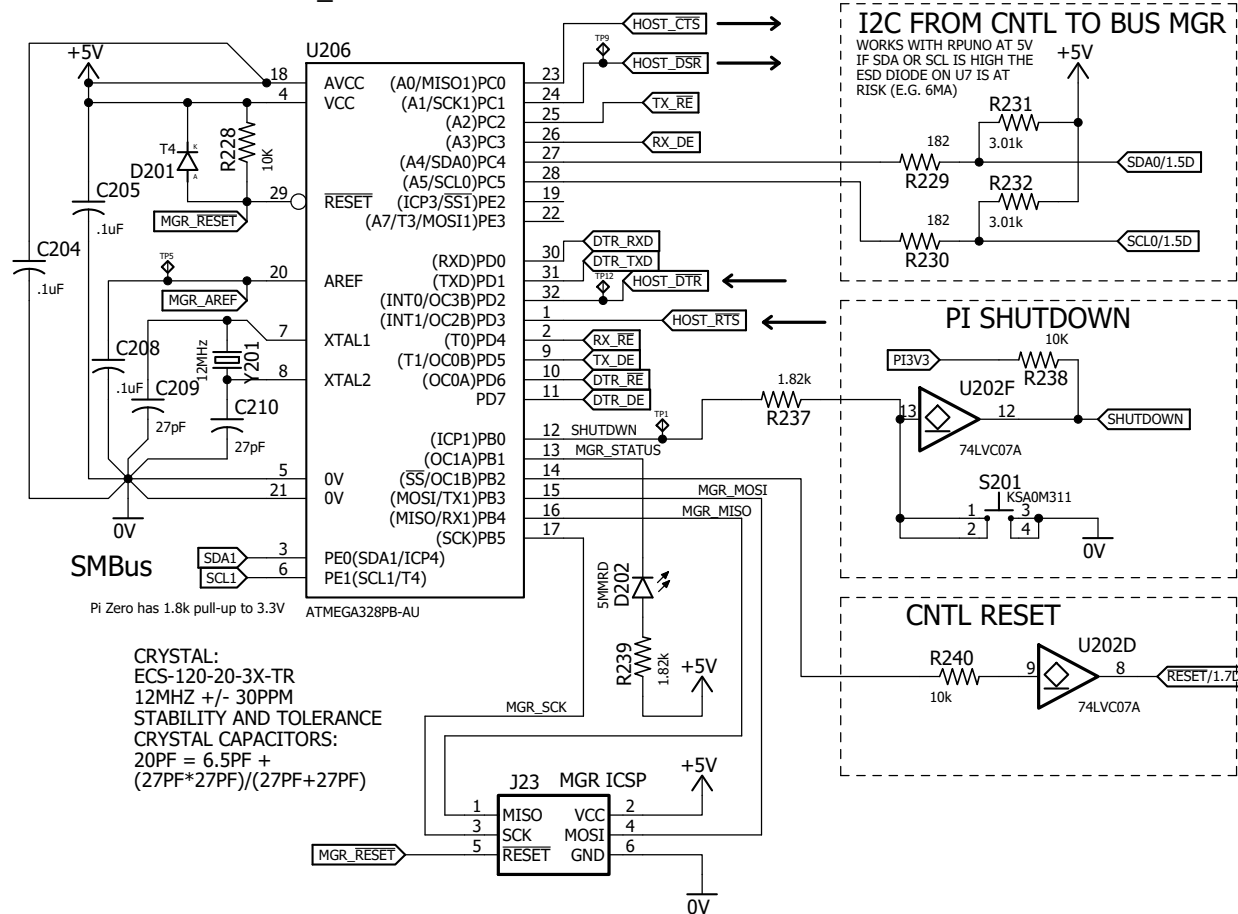 +5V
C204
.1uF
C205
.1uF
T4
K
A
D201
R228
10K
MGR_RESET
TP5
MGR_AREF
C208
.1uF
C209
27pF
12MHz
Y201
C210
27pF
0V
SMBus
SDA1
SCL1
Pi Zero has 1.8k pull-up to 3.3V
U206
18 AVCC
4 VCC
29 RESET
20 AREF
7 XTAL1
8 XTAL2
5 0V
21 0V
3 PE0(SDA1/ICP4)
6 PE1(SCL1/T4)
(A0/MISO1)PC0 23
(A1/SCK1)PC1 24
(A2)PC2 25
(A3)PC3 26
(A4/SDA0)PC4 27
(A5/SCL0)PC5 28
(ICP3/SS1)PE2 19
(A7/T3/MOSI1)PE3 22
(RXD)PD0 30
(TXD)PD1 31
(INT0/OC3B)PD2 32
(INT1/OC2B)PD3 1
(T0)PD4 2
(T1/OC0B)PD5 9
(OC0A)PD6 10
PD7 11
(ICP1)PB0 12
(OC1A)PB1 13
(SS/OC1B)PB2 14
(MOSI/TX1)PB3 15
(MISO/RX1)PB4 16
(SCK)PB5 17
ATMEGA328PB-AU
HOST_CTS
TP9
HOST_DSR
TX_RE
RX_DE
DTR_RXD
DTR_TXD
TP12
HOST_DTR
HOST_RTS
RX_RE
TX_DE
DTR_RE
DTR_DE
SHUTDWN
TP1
MGR_STATUS
MGR_MOSI
MGR_MISO
1.82k
R237
5MMRD
D202
R239
1.82k
+5V
MGR_SCK
CRYSTAL:
ECS-120-20-3X-TR
12MHZ +/- 30PPM
STABILITY AND TOLERANCE
CRYSTAL CAPACITORS:
20PF = 6.5PF +
(27PF*27PF)/(27PF+27PF)
J23 MGR ICSP
1 MISO VCC 2
3 SCK MOSI 4
5 RESET GND 6
MGR_RESET
+5V
0V
I2C FROM CNTL TO BUS MGR
WORKS WITH RPUNO AT 5V
IF SDA OR SCL IS HIGH THE
ESD DIODE ON U7 IS AT
RISK (E.G. 6MA)
+5V
R231
3.01k
182
R229
SDA0/1.5D
R232
3.01k
182
R230
SCL0/1.5D
PI SHUTDOWN
PI3V3
10K
R238
U202F
13 12
74LVC07A
SHUTDOWN
S201
KSA0M311
1 3
2 4
0V
CNTL RESET
R240
10k
U202D
9 8
74LVC07A
RESET/1.7D